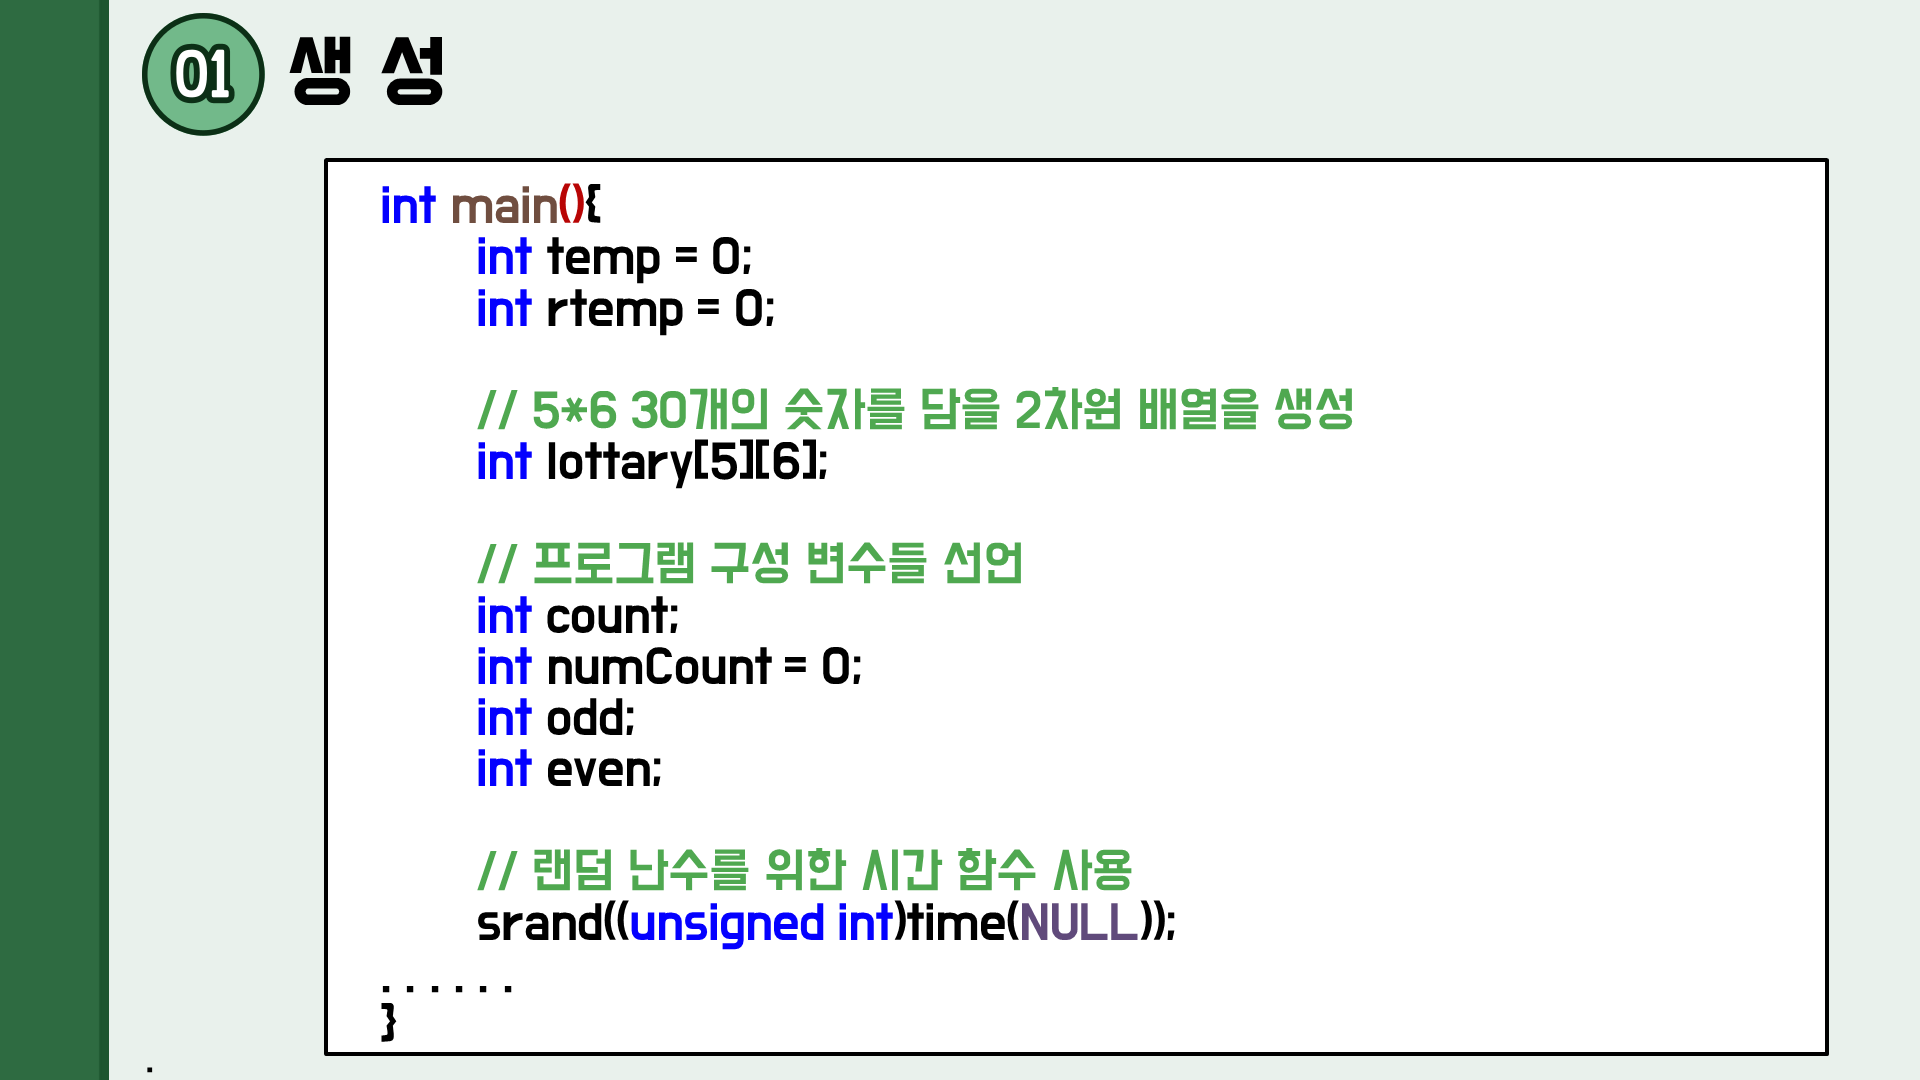 01 생 성
int main(){
int temp = 0;
int rtemp = 0;
// 5*6 30개의 숫자를 담을 2차원 배열을 생성
int lottary[5][6];
// 프로그램 구성 변수들 선언
int count;
int numCount = 0;
int odd;
int even;
// 랜덤 난수를 위한 시간 함수 사용
srand((unsigned int)time(NULL));
. . . . . .
}
.